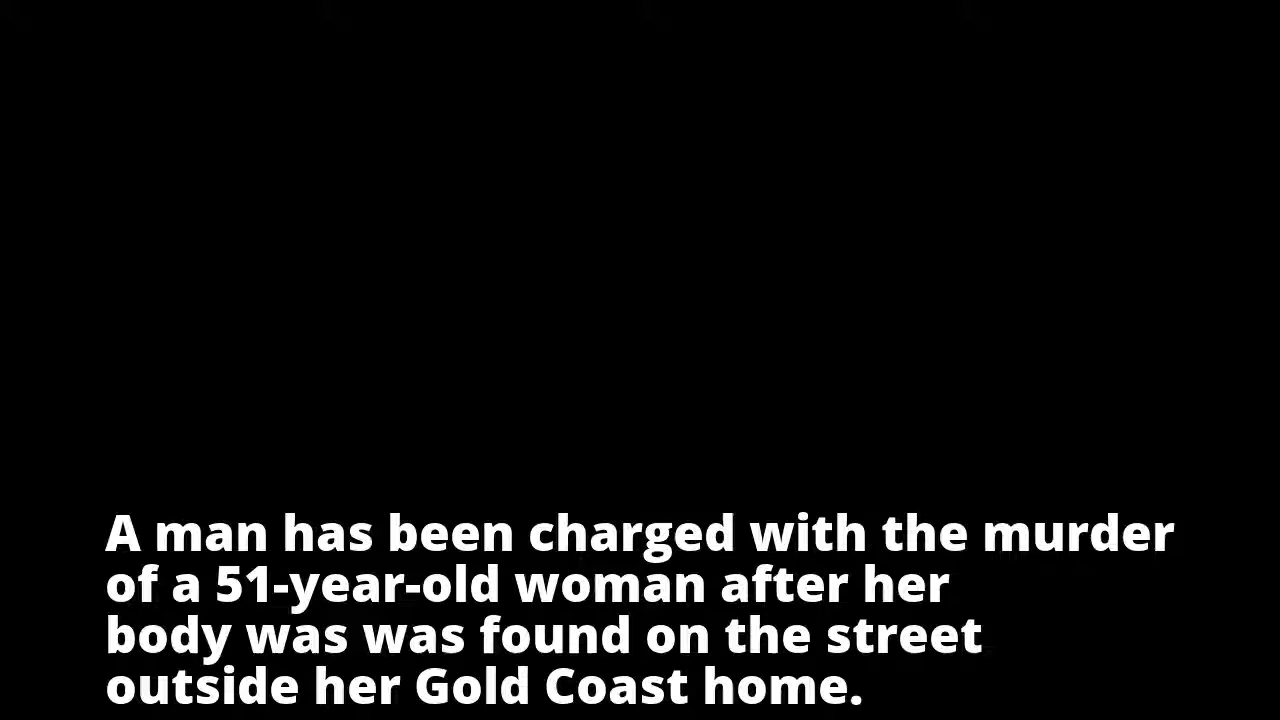 A man has been charged with the murder
of a 51-year-old woman after her
body was was found on the street
outside her Gold Coast home.